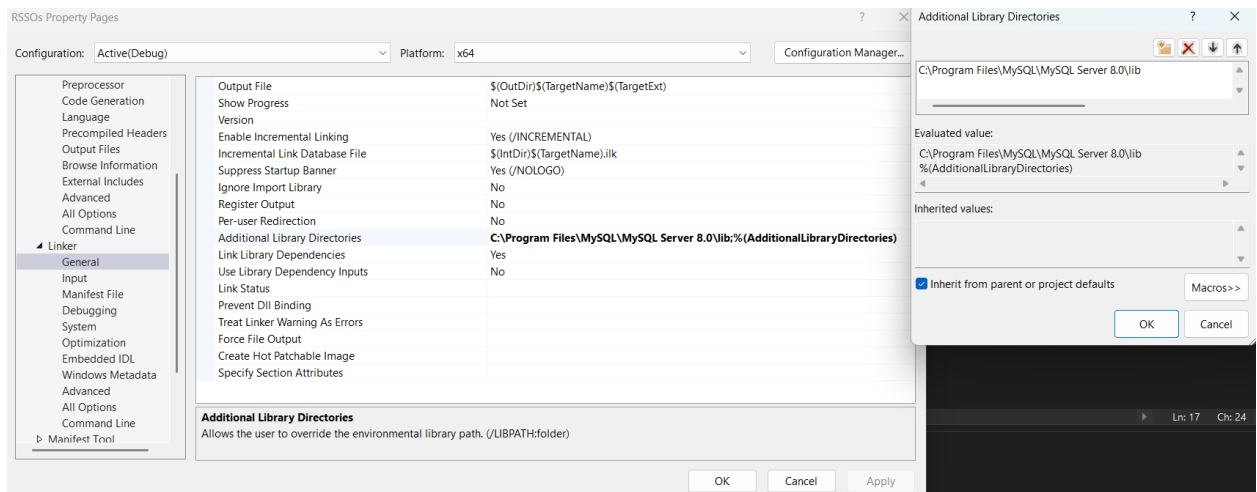 RSSOs Property Pages
?
Configuration: Active(Debug) Platform: x64 Configuration Manager...
Preprocessor
Code Generation
Language
Precompiled Headers
Output Files
Browse Information
External Includes
Advanced
All Options
Command Line
Linker
General
Input
Manifest File
Debugging
System
Optimization
Embedded IDL
Windows Metadata
Advanced
All Options
Command Line
Manifest Tool
Output File $(OutDir)$(TargetName)$(TargetExt)
Show Progress Not Set
Version
Enable Incremental Linking Yes (/INCREMENTAL)
Incremental Link Database File $(IntDir)$(TargetName).ilk
Suppress Startup Banner Yes (/NOLOGO)
Ignore Import Library No
Register Output No
Per-user Redirection No
Additional Library Directories C:\Program Files\MySQL\MySQL Server 8.0\lib;%(AdditionalLibraryDirectories)
Link Library Dependencies Yes
Use Library Dependency Inputs No
Link Status
Prevent Dll Binding
Treat Linker Warning As Errors
Force File Output
Create Hot Patchable Image
Specify Section Attributes
Additional Library Directories
Allows the user to override the environmental library path. (/LIBPATH:folder)
OK Cancel Apply
Additional Library Directories ?
C:\Program Files\MySQL\MySQL Server 8.0\lib
Evaluated value:
C:\Program Files\MySQL\MySQL Server 8.0\lib
%(AdditionalLibraryDirectories)
Inherited values:
Inherit from parent or project defaults
Macros>>
OK Cancel
Ln: 17 Ch: 24